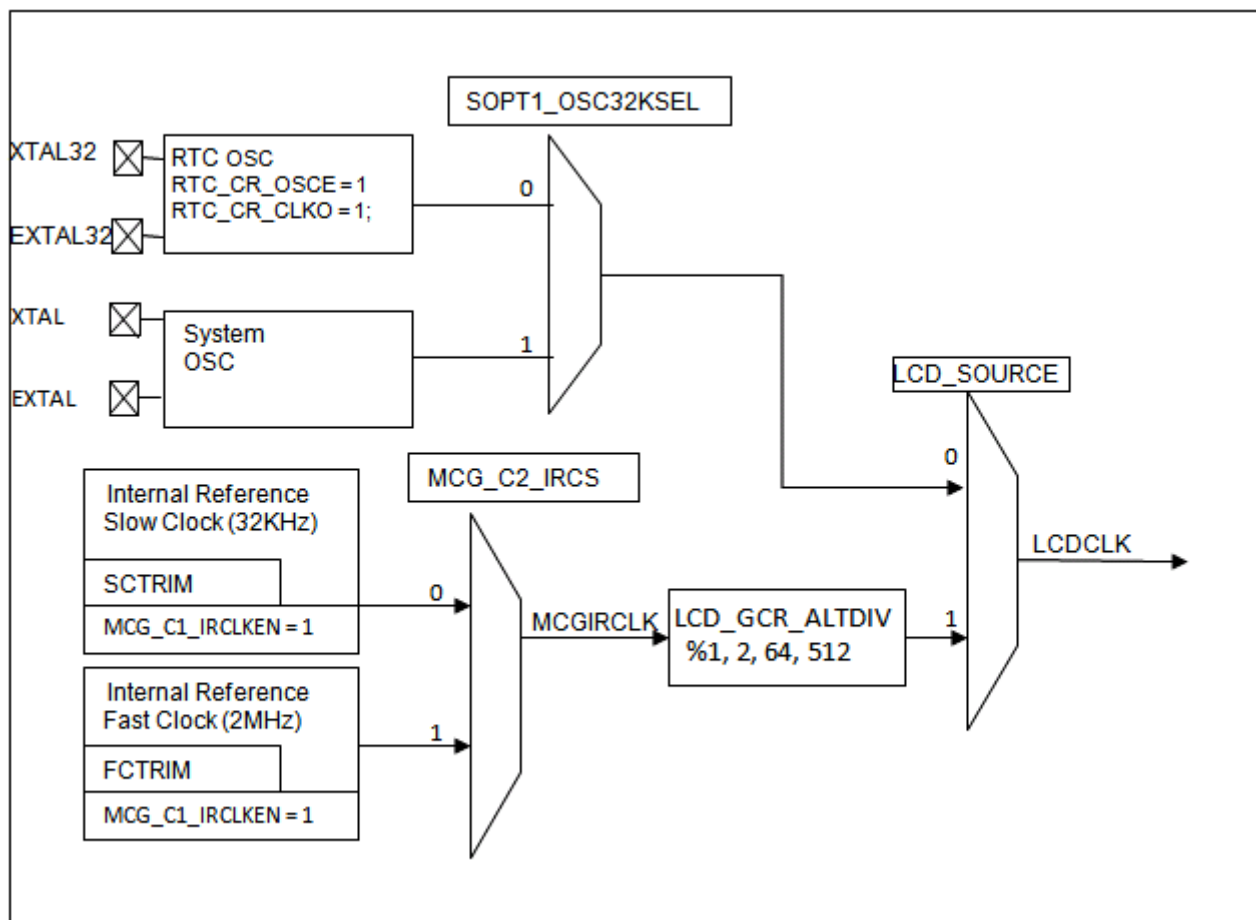 SOPT1_OSC32KSEL
XTAL32
EXTAL32
RTC OSC
RTC_CR_OSCE = 1
RTC_CR_CLKO = 1;
0
XTAL
EXTAL
System
OSC
1
LCD_SOURCE
0
1
LCDCLK
MCG_C2_IRCS
Internal Reference
Slow Clock (32KHz)
SCTRIM
MCG_C1_IRCLKEN = 1
0
MCGIRCLK
LCD_GCR_ALTDIV
%1, 2, 64, 512
Internal Reference
Fast Clock (2MHz)
FCTRIM
MCG_C1_IRCLKEN = 1
1